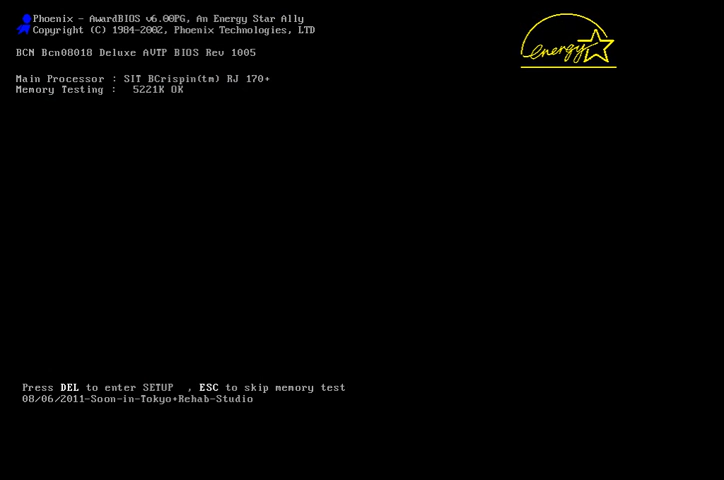 Phoenix - AwardBIOS v6.00PG, An Energy Star Ally
Copyright (C) 1984-2002, Phoenix Technologies, LTD
energy
BCN Bcn08018 Deluxe AVTP BIOS Rev 1005
Main Processor : SIT BCrispin(tm) RJ 170+
Memory Testing : 5221K OK
Press DEL to enter SETUP , ESC to skip memory test
08/06/2011-Soon-in-Tokyo+Rehab-Studio